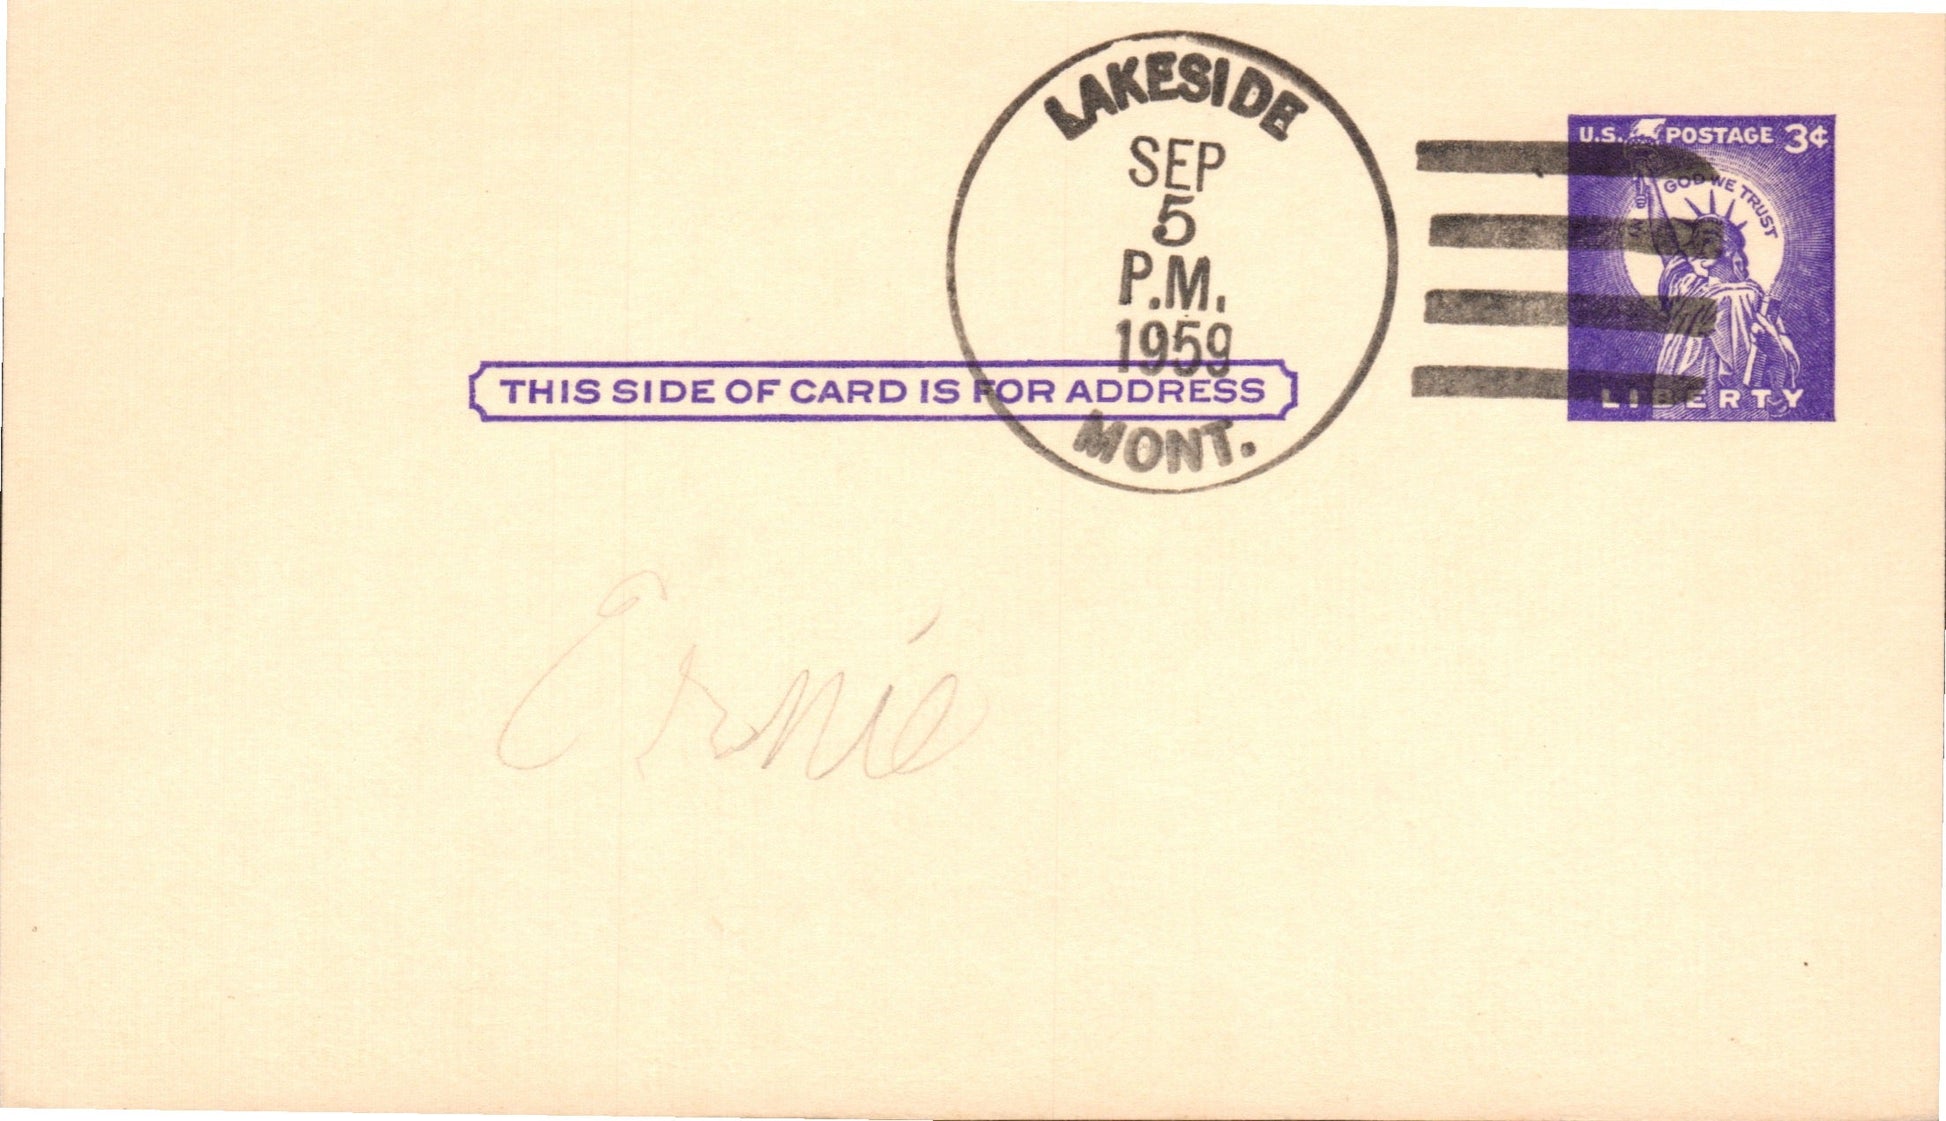 LAKESIDE
SEP
5
P.M.
1959
MONT.
U.S. POSTAGE 3¢
GOD WE TRUST
LIBERTY
THIS SIDE OF CARD IS FOR ADDRESS
Ernie